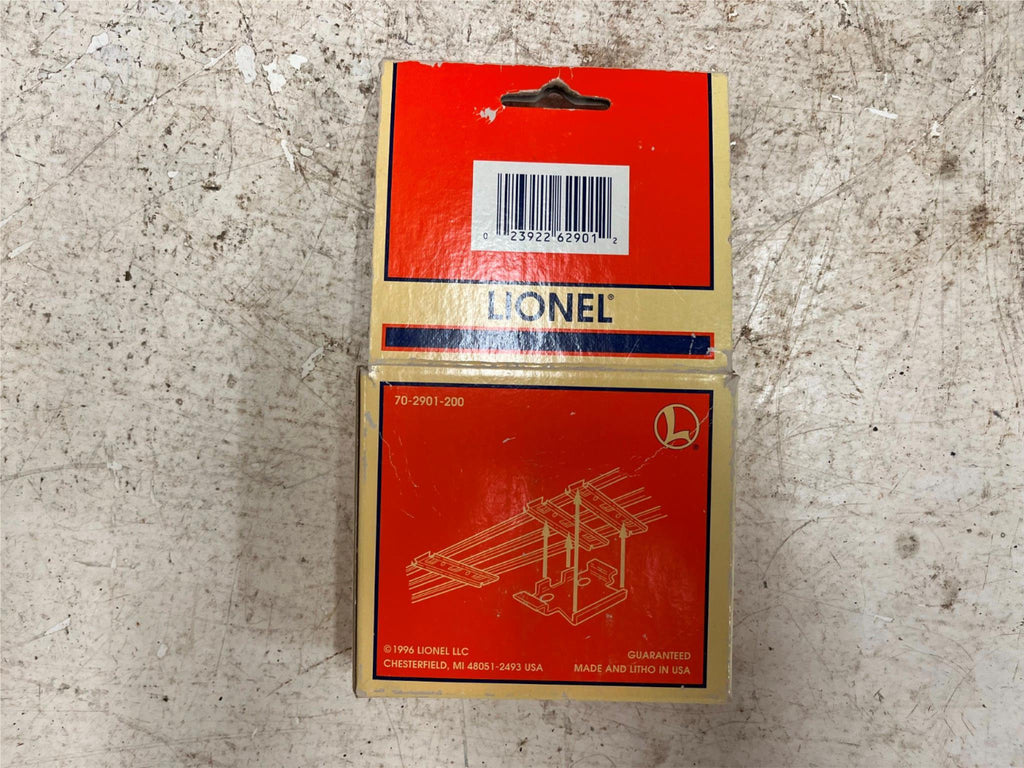 0 23922 62901 2
LIONEL®
70-2901-200
L®
©1996 LIONEL LLC
CHESTERFIELD, MI 48051-2493 USA
GUARANTEED
MADE AND LITHO IN USA